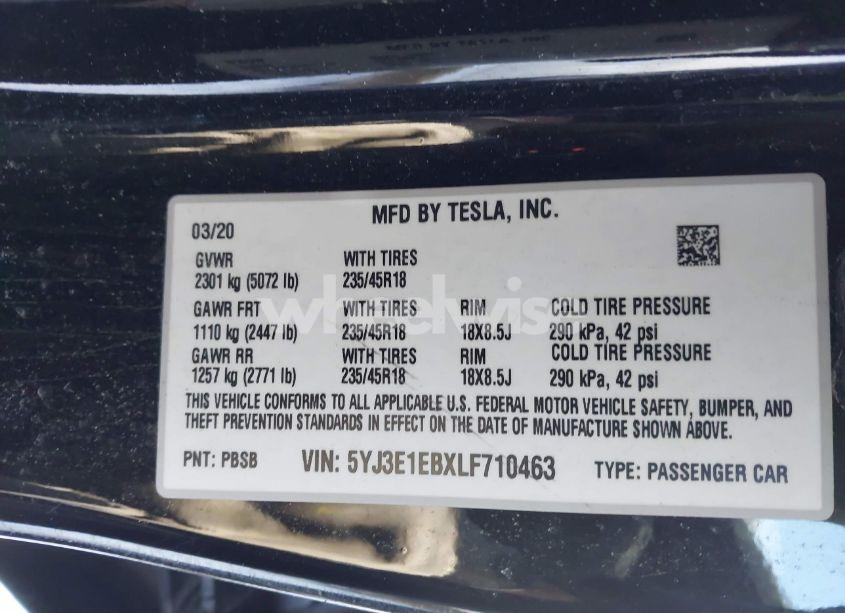 MFD BY TESLA, INC.
03/20
GVWR WITH TIRES
2301 kg (5072 lb) 235/45R18
GAWR FRT WITH TIRES RIM COLD TIRE PRESSURE
1110 kg (2447 lb) 235/45R18 18X8.5J 290 kPa, 42 psi
GAWR RR WITH TIRES RIM COLD TIRE PRESSURE
1257 kg (2771 lb) 235/45R18 18X8.5J 290 kPa, 42 psi
THIS VEHICLE CONFORMS TO ALL APPLICABLE U.S. FEDERAL MOTOR VEHICLE SAFETY, BUMPER, AND
THEFT PREVENTION STANDARDS IN EFFECT ON THE DATE OF MANUFACTURE SHOWN ABOVE.
PNT: PBSB VIN: 5YJ3E1EBXLF710463 TYPE: PASSENGER CAR